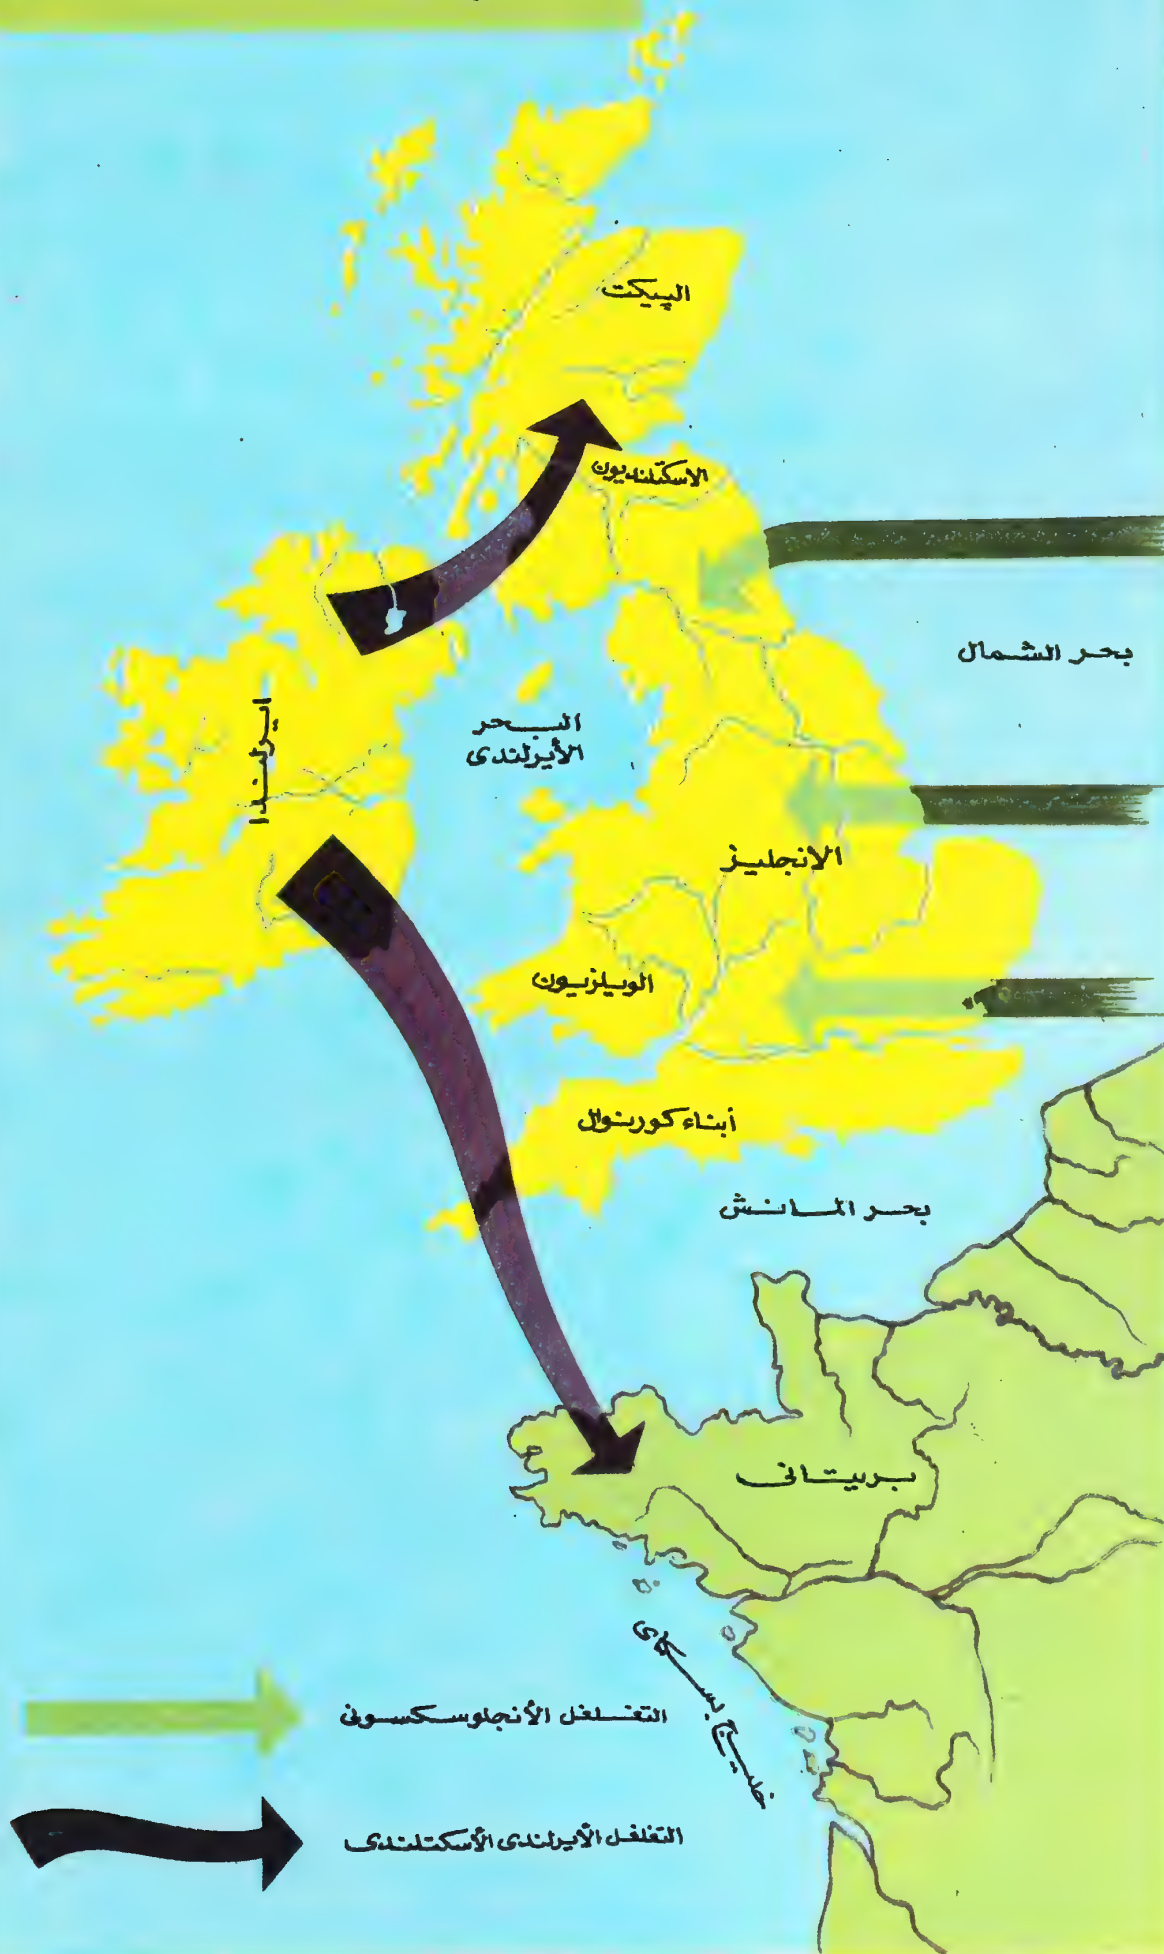 الپيكت
الاسكتلنديون
بحر الشمال
ايرلندا
البحر
الأيرلندى
الانجليز
الويلزيون
أبناء كورنوال
بحر المانش
بريتانى
خليج بسكاى
التغلغل الأنجلوسكسونى
التغلغل الأيرلندى الأسكتلندى